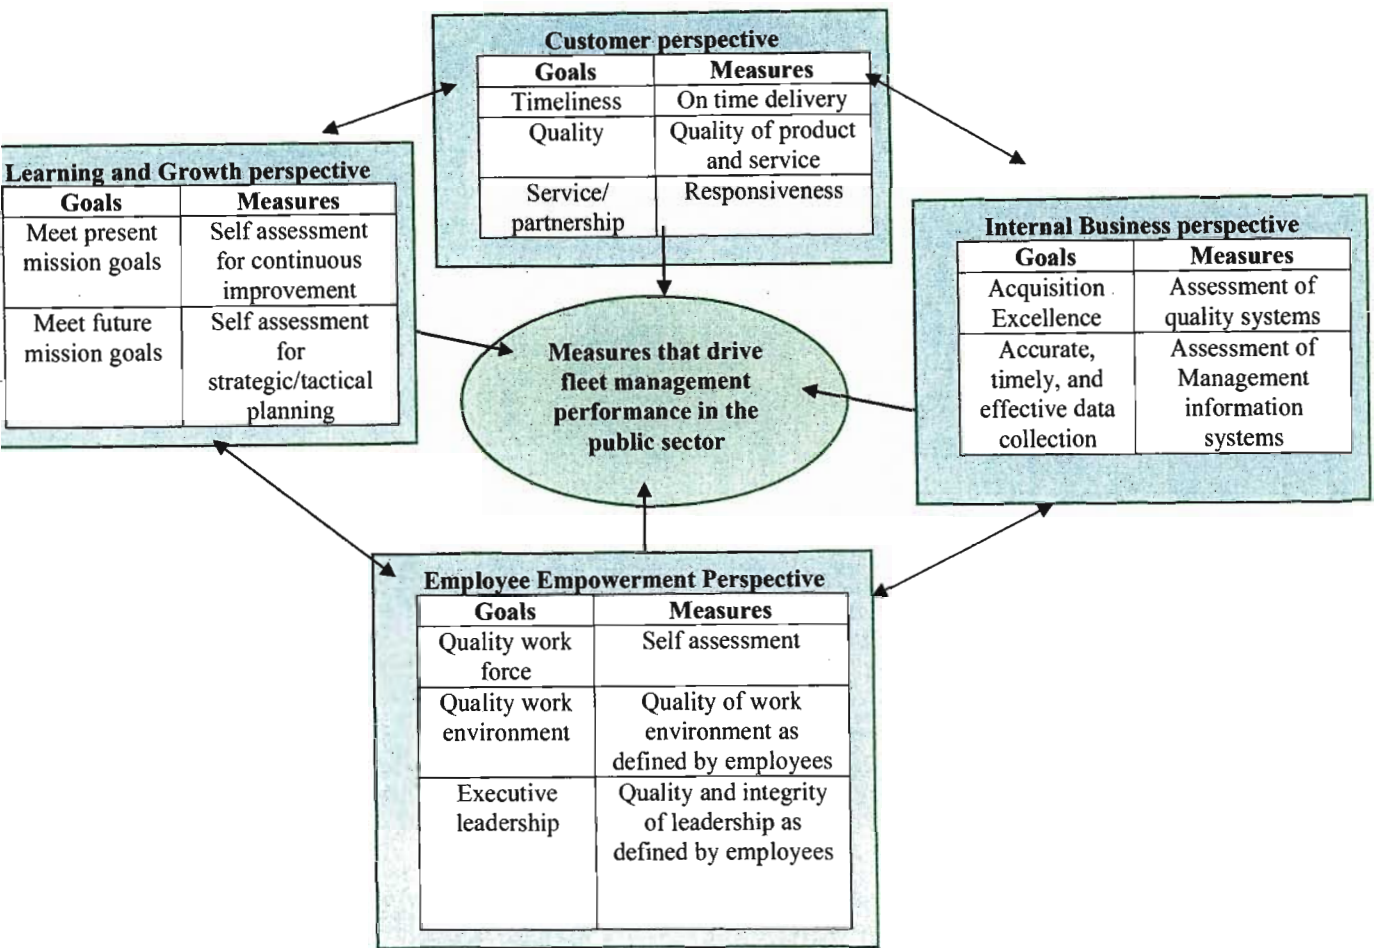 Customer perspective
Goals Measures
Timeliness On time delivery
Quality Quality of product
and service
Service/ Responsiveness
partnership
Learning and Growth perspective
Goals Measures
Meet present Self assessment
mission goals for continuous
improvement
Meet future Self assessment
mission goals for
strategic/tactical
planning
Internal Business perspective
Goals Measures
Acquisition Assessment of
Excellence quality systems
Accurate, Assessment of
timely, and Management
effective data information
collection systems
Measures that drive
fleet management
performance in the
public sector
Employee Empowerment Perspective
Goals Measures
Quality work Self assessment
force
Quality work Quality of work
environment environment as
defined by employees
Executive Quality and integrity
leadership of leadership as
defined by employees